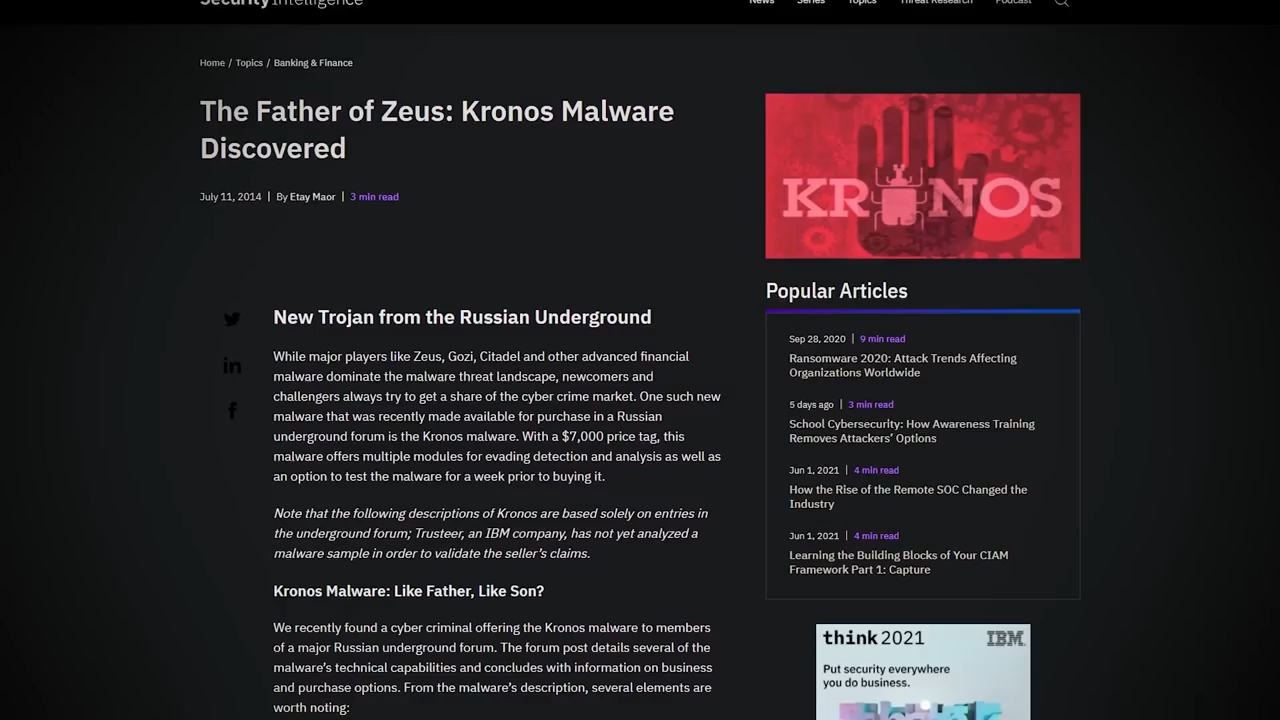 SecurityIntelligence
News Series Topics Threat Research Podcast
Home / Topics / Banking & Finance
The Father of Zeus: Kronos Malware
Discovered
July 11, 2014 | By Etay Maor | 3 min read
KRONOS
New Trojan from the Russian Underground
While major players like Zeus, Gozi, Citadel and other advanced financial
malware dominate the malware threat landscape, newcomers and
challengers always try to get a share of the cyber crime market. One such new
malware that was recently made available for purchase in a Russian
underground forum is the Kronos malware. With a $7,000 price tag, this
malware offers multiple modules for evading detection and analysis as well as
an option to test the malware for a week prior to buying it.
Note that the following descriptions of Kronos are based solely on entries in
the underground forum; Trusteer, an IBM company, has not yet analyzed a
malware sample in order to validate the seller's claims.
Kronos Malware: Like Father, Like Son?
We recently found a cyber criminal offering the Kronos malware to members
of a major Russian underground forum. The forum post details several of the
malware's technical capabilities and concludes with information on business
and purchase options. From the malware's description, several elements are
worth noting:
Popular Articles
Sep 28, 2020 | 9 min read
Ransomware 2020: Attack Trends Affecting
Organizations Worldwide
5 days ago | 3 min read
School Cybersecurity: How Awareness Training
Removes Attackers' Options
Jun 1, 2021 | 4 min read
How the Rise of the Remote SOC Changed the
Industry
Jun 1, 2021 | 4 min read
Learning the Building Blocks of Your CIAM
Framework Part 1: Capture
think 2021 IBM
Put security everywhere
you do business.